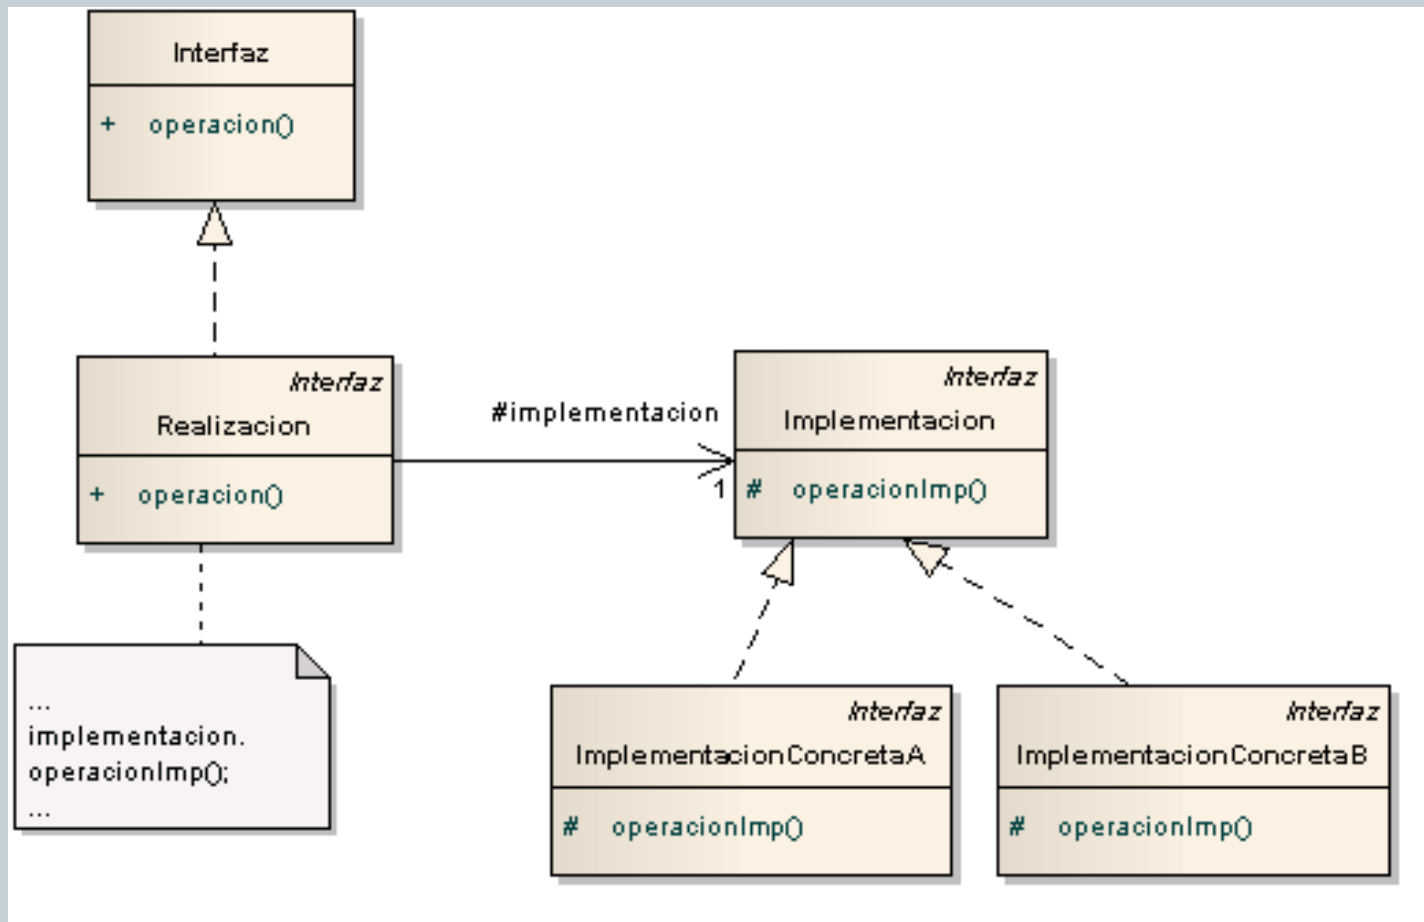 Interfaz
+ operacion()
Interfaz
Realizacion
+ operacion()
#implementacion
1
Interfaz
Implementacion
# operacionImp()
...
implementacion.
operacionImp();
...
Interfaz
ImplementacionConcretaA
# operacionImp()
Interfaz
ImplementacionConcretaB
# operacionImp()